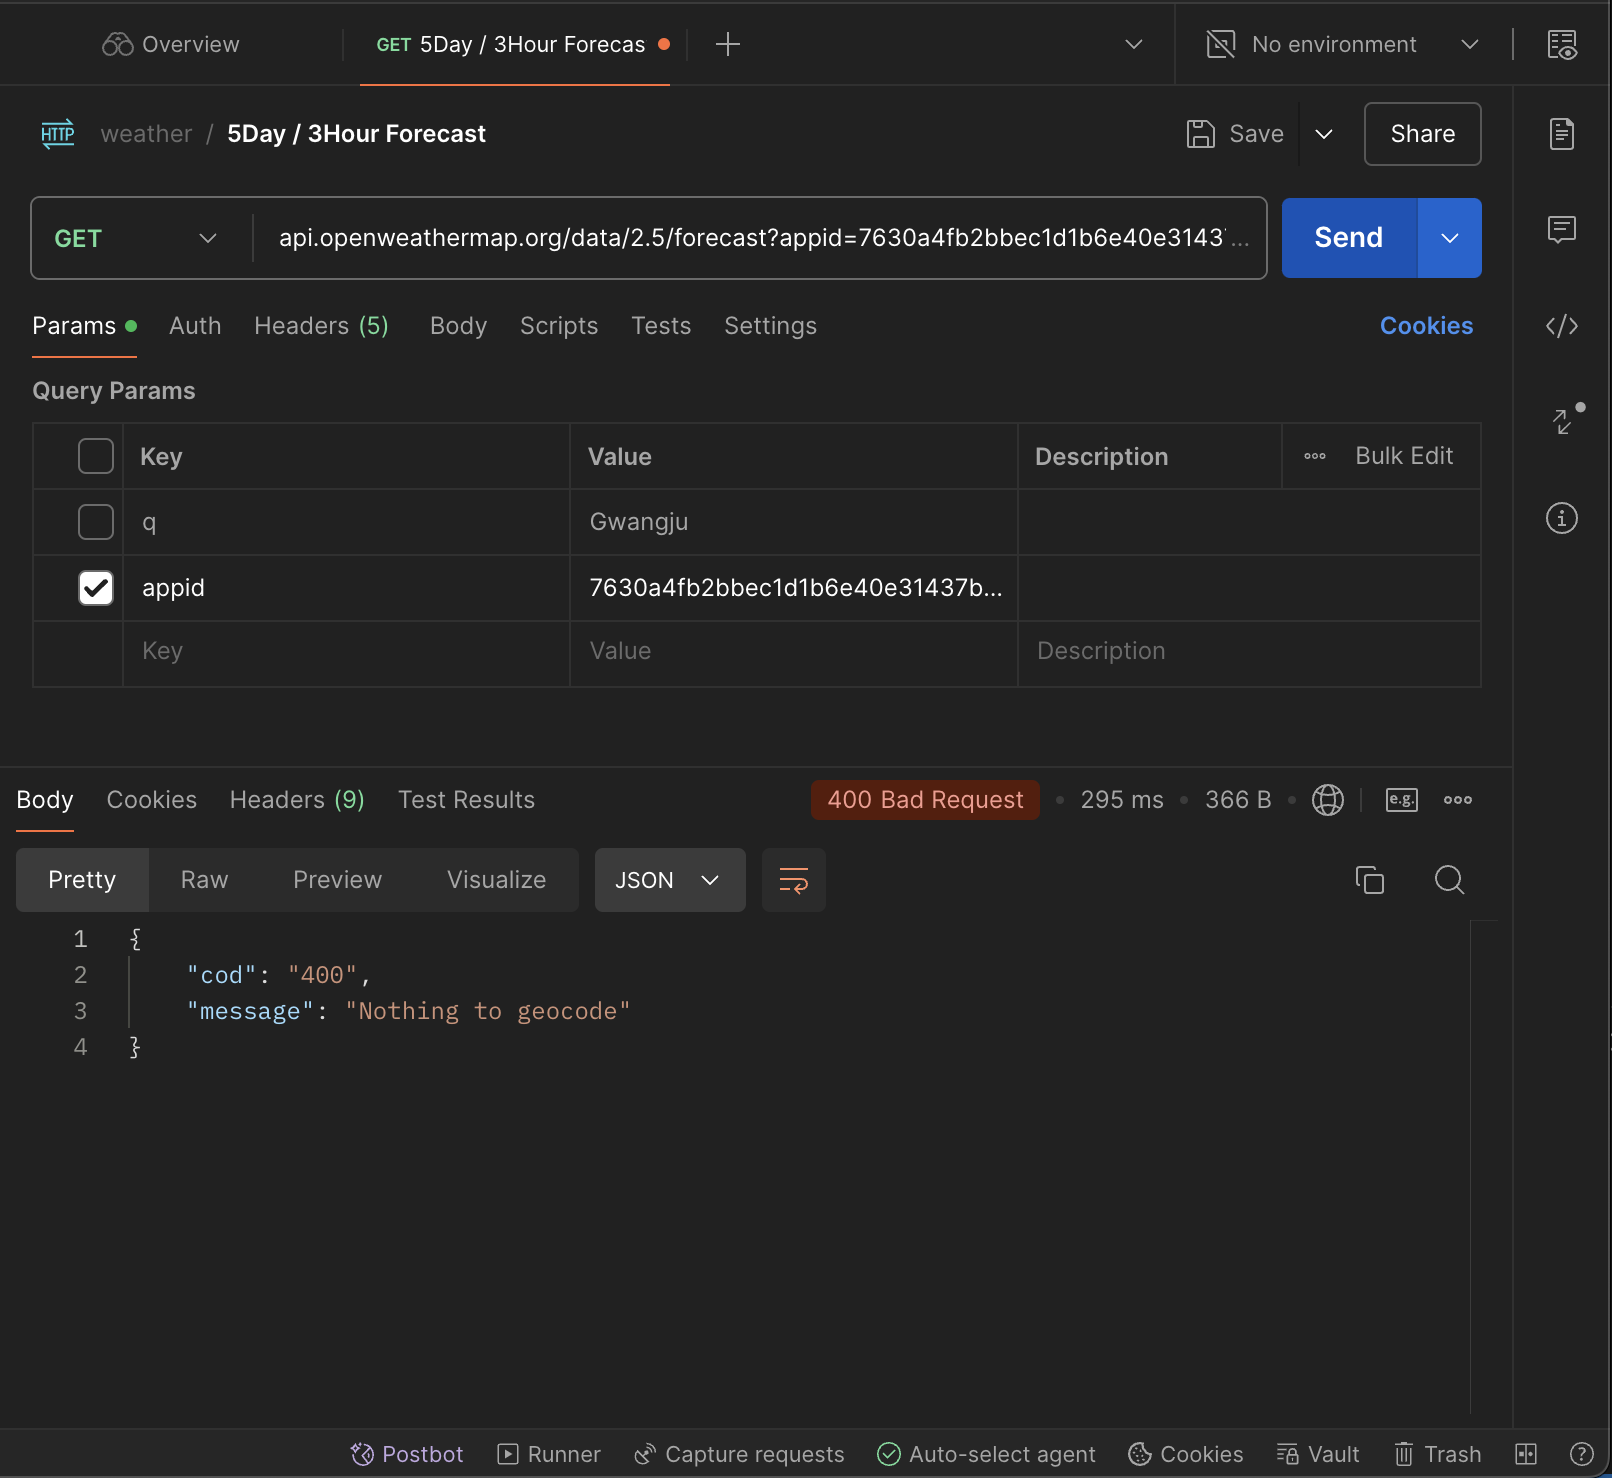 Overview
GET 5Day / 3Hour Forecas
No environment
HTTP
weather / 5Day / 3Hour Forecast
Save
Share
GET
api.openweathermap.org/data/2.5/forecast?appid=7630a4fb2bbec1d1b6e40e3143...
Send
Params
Auth
Headers (5)
Body
Scripts
Tests
Settings
Cookies
Query Params
Key
Value
Description
Bulk Edit
q
Gwangju
appid
7630a4fb2bbec1d1b6e40e31437b...
Key
Value
Description
Body
Cookies
Headers (9)
Test Results
400 Bad Request
295 ms
366 B
e.g.
Pretty
Raw
Preview
Visualize
JSON
1 {
2 "cod": "400",
3 "message": "Nothing to geocode"
4 }
Postbot
Runner
Capture requests
Auto-select agent
Cookies
Vault
Trash